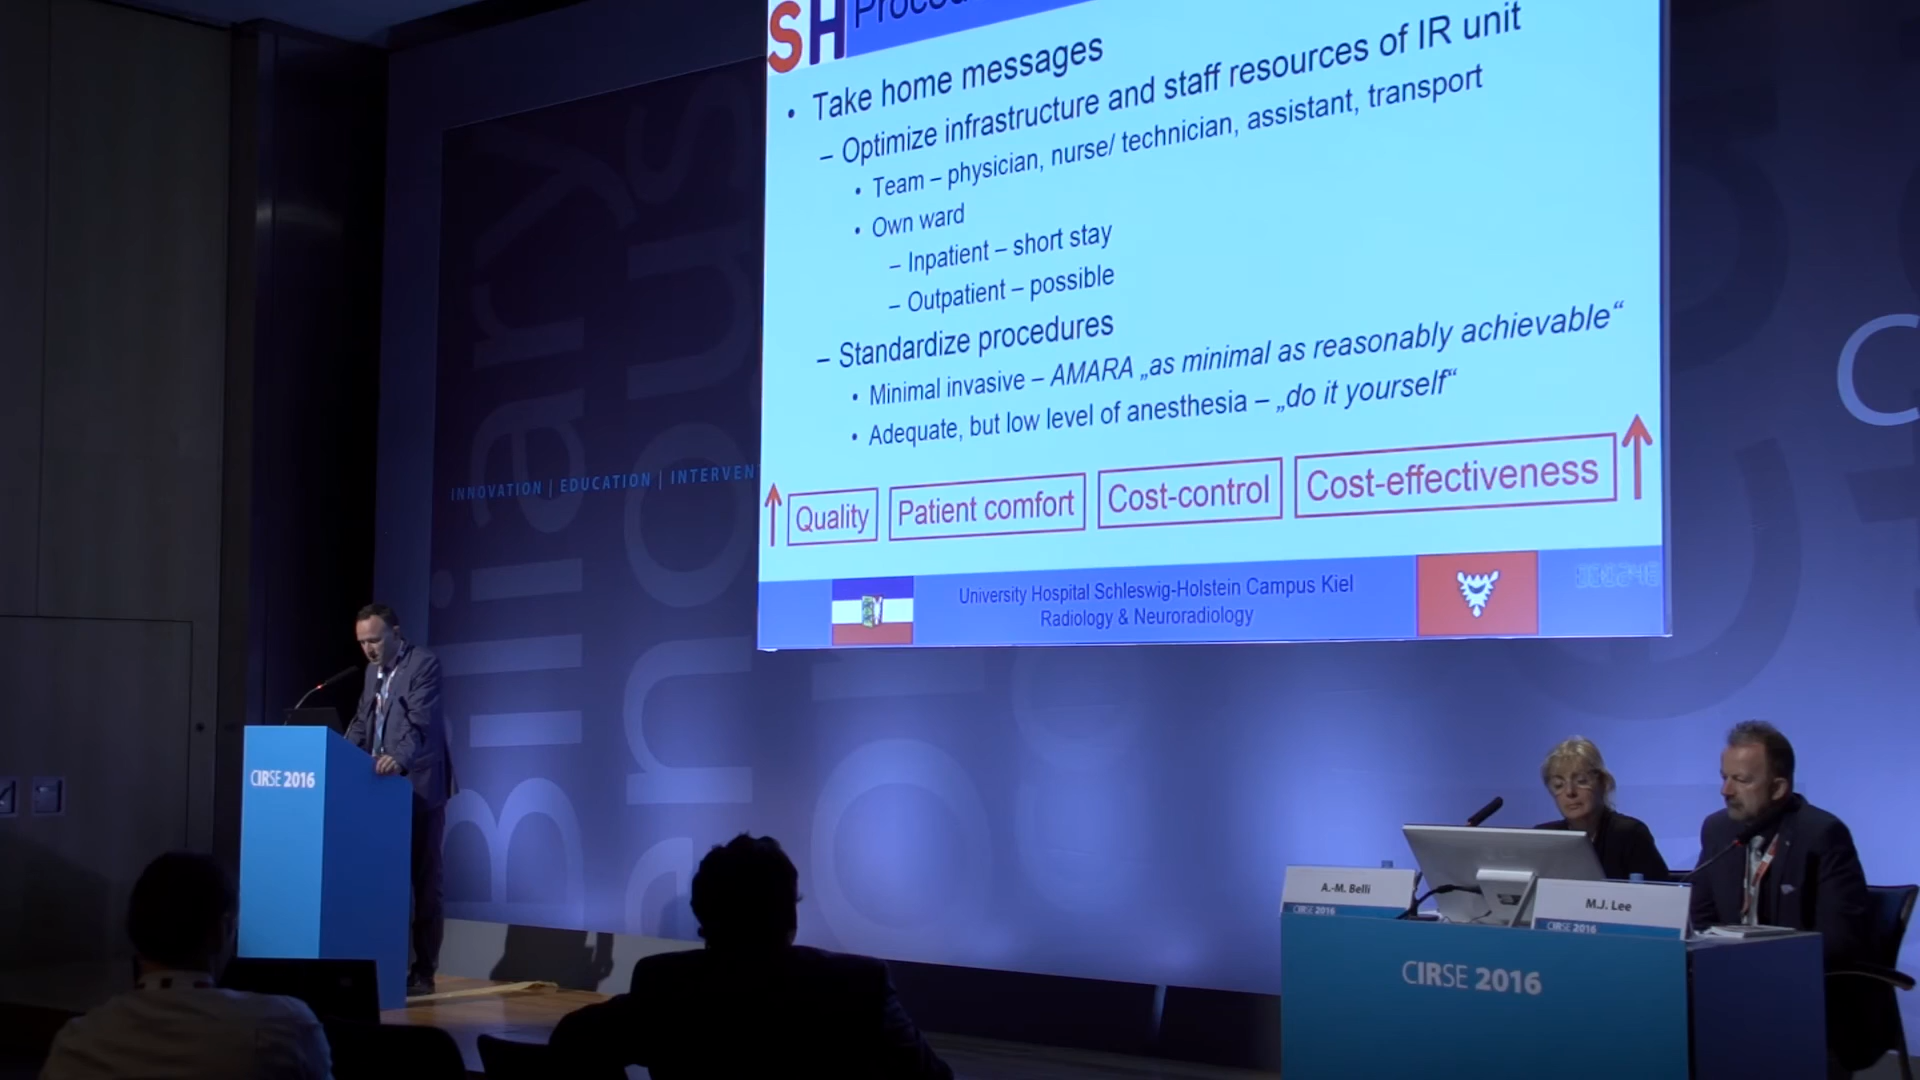 SH
• Take home messages
– Optimize infrastructure and staff resources of IR unit
• Team – physician, nurse/ technician, assistant, transport
• Own ward
– Inpatient – short stay
– Outpatient – possible
– Standardize procedures
• Minimal invasive – AMARA „as minimal as reasonably achievable“
• Adequate, but low level of anesthesia – „do it yourself“
Quality
Patient comfort
Cost-control
Cost-effectiveness
University Hospital Schleswig-Holstein Campus Kiel
Radiology & Neuroradiology
INNOVATION | EDUCATION | INTERVEN
Biliary
enous
CIRSE 2016
A.-M. Belli
CIRSE 2016
M.J. Lee
CIRSE 2016
CIRSE 2016